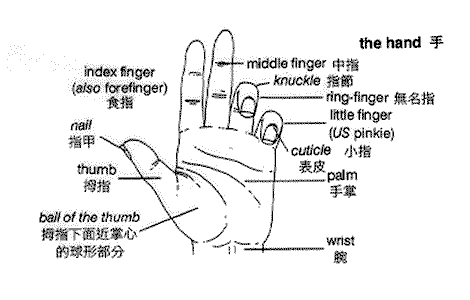 the hand 手
middle finger 中指
knuckle 指節
ring-finger 無名指
little finger
(US pinkie)
小指
cuticle
表皮
palm
手掌
wrist
腕
index finger
(also forefinger)
食指
nail
指甲
thumb
拇指
ball of the thumb
拇指下面近掌心
的球形部分